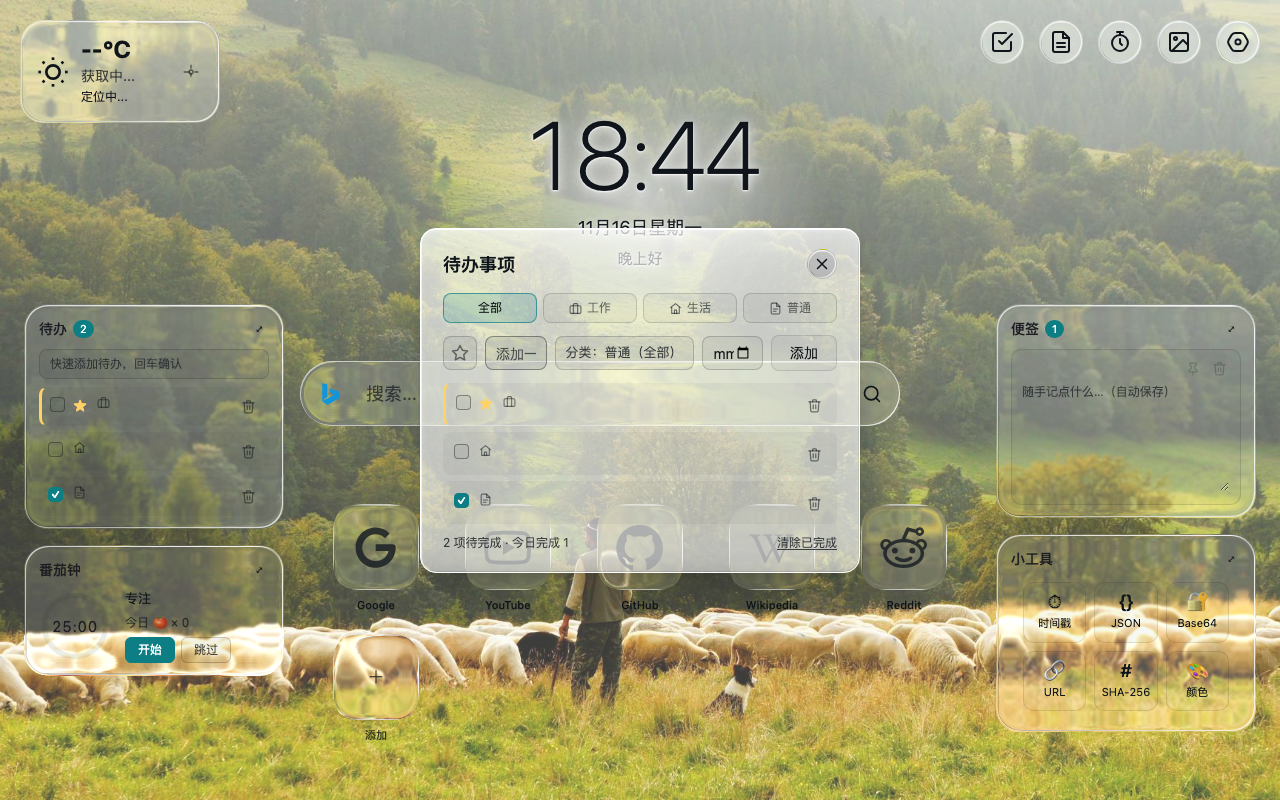 --°C
获取中...
定位中...
18:44
11月16日星期一
晚上好
待办事项
全部
工作
生活
普通
添加一
分类：普通（全部）
mm
添加
2 项待完成 · 今日完成 1
清除已完成
待办 2
快速添加待办，回车确认
番茄钟
25:00
专注
今日 🍅 × 0
开始
跳过
搜索...
Google
YouTube
GitHub
Wikipedia
Reddit
添加
便签 1
随手记点什么...（自动保存）
小工具
时间戳
{}
JSON
Base64
URL
#
SHA-256
颜色